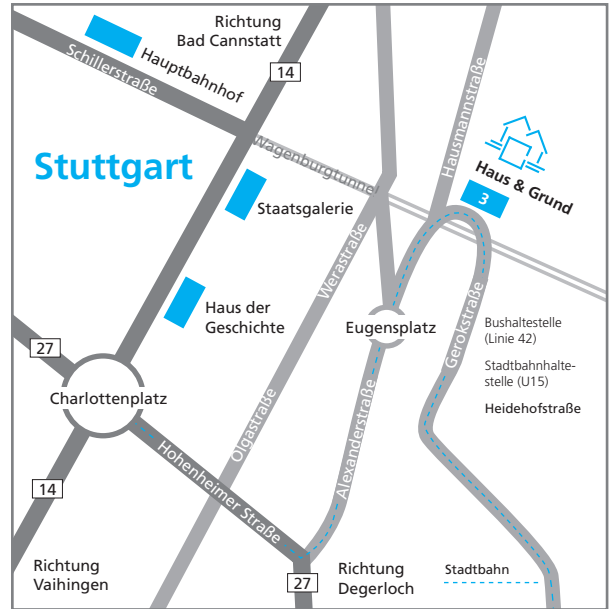 Richtung
Bad Cannstatt
Schillerstraße
Hauptbahnhof
14
Wagenburgtunnel
Hausmannstraße
Stuttgart
Haus & Grund
3
Staatsgalerie
Werastraße
Haus der
Geschichte
Eugensplatz
Gerokstraße
Bushaltestelle
(Linie 42)
Stadtbahnhalte-
stelle (U15)
Heidehofstraße
27
Charlottenplatz
Olgastraße
Alexanderstraße
Hohenheimer Straße
14
Richtung
Vaihingen
27
Richtung
Degerloch
Stadtbahn